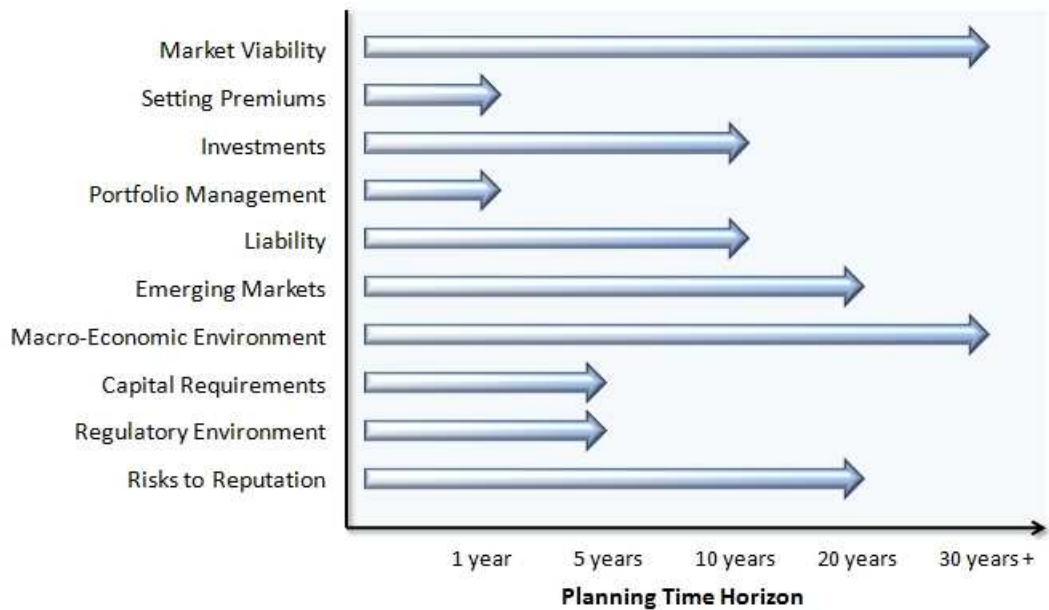 Market Viability
Setting Premiums
Investments
Portfolio Management
Liability
Emerging Markets
Macro-Economic Environment
Capital Requirements
Regulatory Environment
Risks to Reputation
1 year 5 years 10 years 20 years 30 years +
Planning Time Horizon